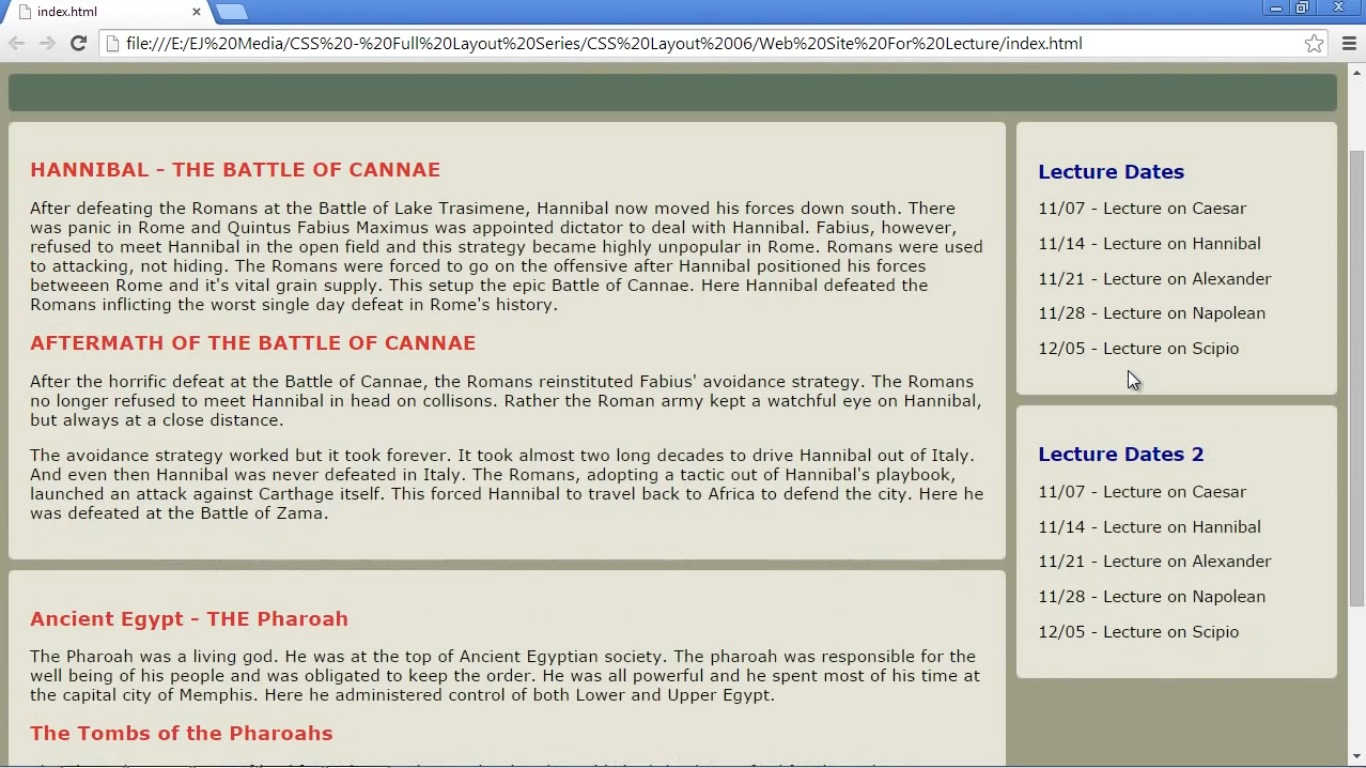 index.html
file:///E:/EJ%20Media/CSS%20-%20Full%20Layout%20Series/CSS%20Layout%2006/Web%20Site%20For%20Lecture/index.html
HANNIBAL - THE BATTLE OF CANNAE
After defeating the Romans at the Battle of Lake Trasimene, Hannibal now moved his forces down south. There
was panic in Rome and Quintus Fabius Maximus was appointed dictator to deal with Hannibal. Fabius, however,
refused to meet Hannibal in the open field and this strategy became highly unpopular in Rome. Romans were used
to attacking, not hiding. The Romans were forced to go on the offensive after Hannibal positioned his forces
betweeen Rome and it's vital grain supply. This setup the epic Battle of Cannae. Here Hannibal defeated the
Romans inflicting the worst single day defeat in Rome's history.
AFTERMATH OF THE BATTLE OF CANNAE
After the horrific defeat at the Battle of Cannae, the Romans reinstituted Fabius' avoidance strategy. The Romans
no longer refused to meet Hannibal in head on collisons. Rather the Roman army kept a watchful eye on Hannibal,
but always at a close distance.
The avoidance strategy worked but it took forever. It took almost two long decades to drive Hannibal out of Italy.
And even then Hannibal was never defeated in Italy. The Romans, adopting a tactic out of Hannibal's playbook,
launched an attack against Carthage itself. This forced Hannibal to travel back to Africa to defend the city. Here he
was defeated at the Battle of Zama.
Ancient Egypt - THE Pharoah
The Pharoah was a living god. He was at the top of Ancient Egyptian society. The pharoah was responsible for the
well being of his people and was obligated to keep the order. He was all powerful and he spent most of his time at
the capital city of Memphis. Here he administered control of both Lower and Upper Egypt.
The Tombs of the Pharoahs
Lecture Dates
11/07 - Lecture on Caesar
11/14 - Lecture on Hannibal
11/21 - Lecture on Alexander
11/28 - Lecture on Napolean
12/05 - Lecture on Scipio
Lecture Dates 2
11/07 - Lecture on Caesar
11/14 - Lecture on Hannibal
11/21 - Lecture on Alexander
11/28 - Lecture on Napolean
12/05 - Lecture on Scipio